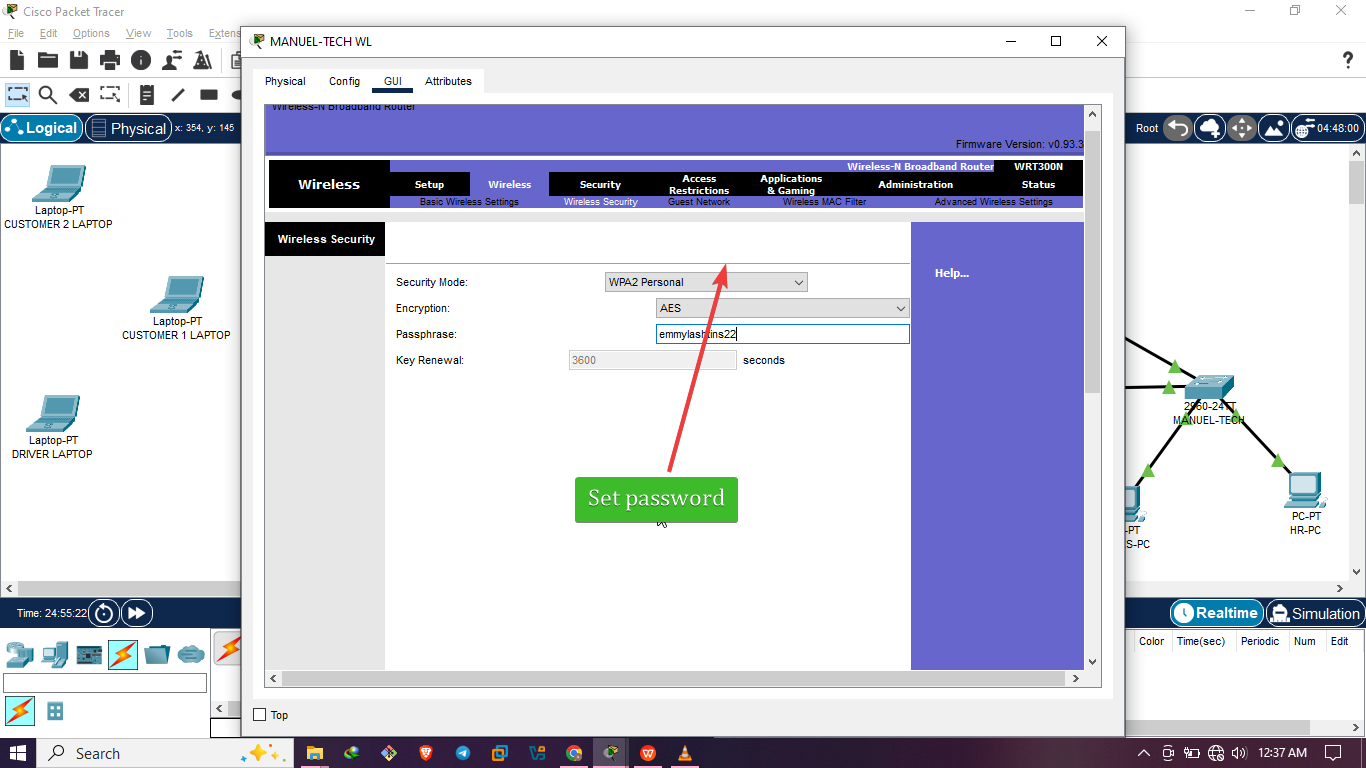 Cisco Packet Tracer
File Edit Options View Tools Extens
MANUEL-TECH WL
Physical Config GUI Attributes
Logical Physical x: 354, y: 145
Root 04:48:00
Wireless-N Broadband Router
Firmware Version: v0.93.3
Wireless-N Broadband Router WRT300N
Wireless Setup Wireless Security Access Restrictions Applications & Gaming Administration Status
Basic Wireless Settings Wireless Security Guest Network Wireless MAC Filter Advanced Wireless Settings
Wireless Security
Help...
Security Mode: WPA2 Personal
Encryption: AES
Passphrase: emmylashtins22
Key Renewal: 3600 seconds
Set password
Top
Laptop-PT
CUSTOMER 2 LAPTOP
Laptop-PT
CUSTOMER 1 LAPTOP
Laptop-PT
DRIVER LAPTOP
2960-24TT
MANUEL-TECH
PC-PT
HR-PC
-PT
S-PC
Time: 24:55:22
Realtime Simulation
Color Time(sec) Periodic Num Edit
Search
12:37 AM